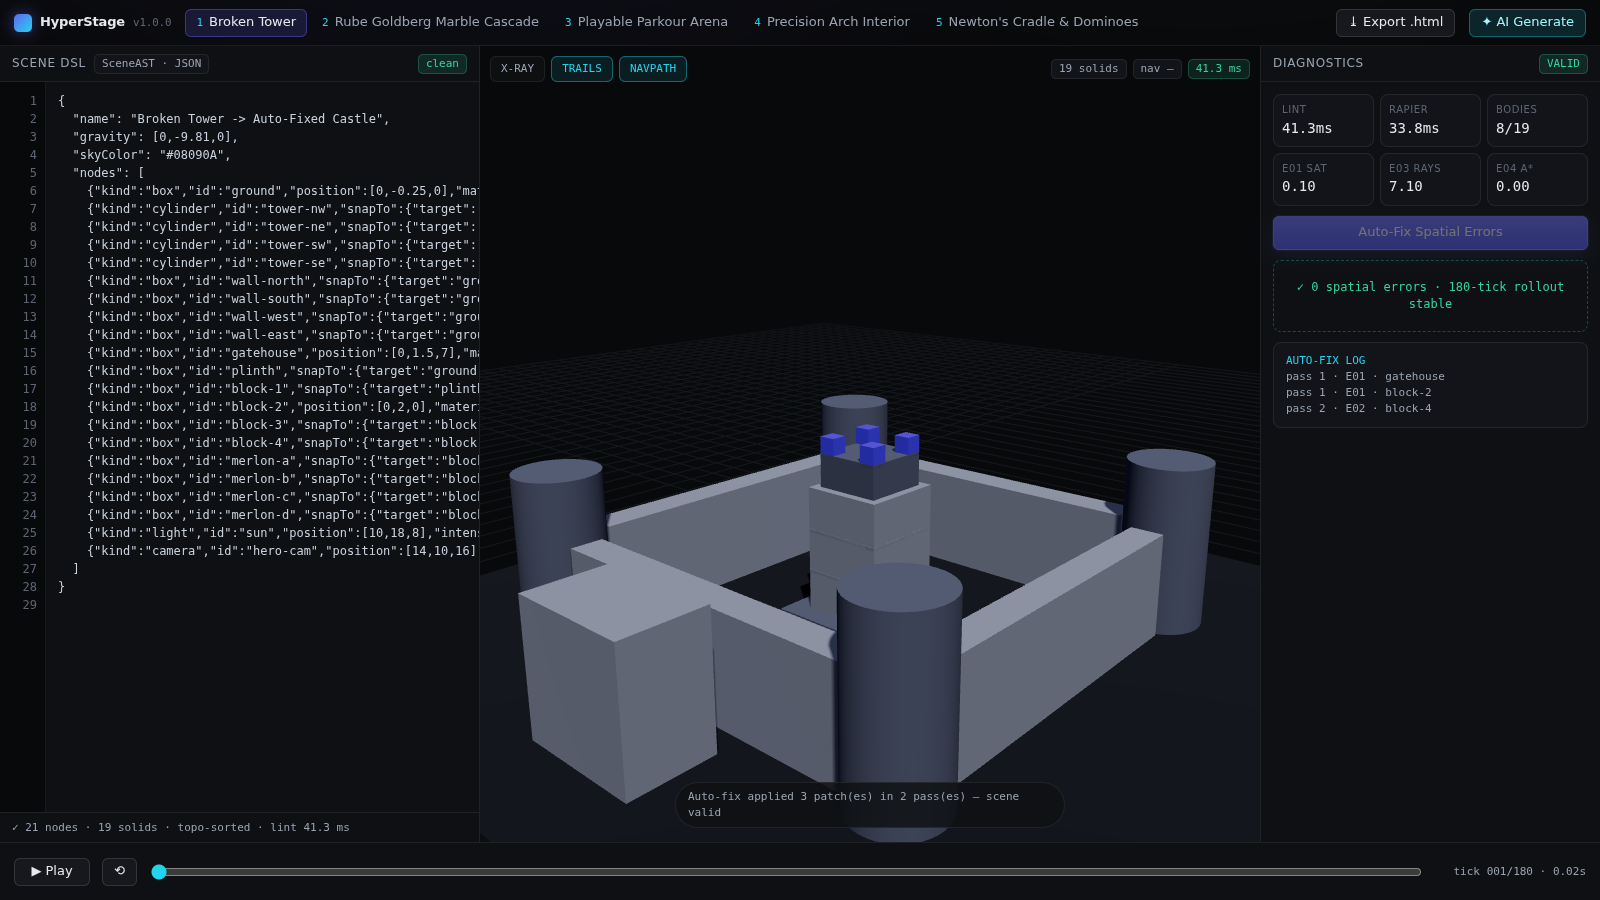 HyperStage v1.0.0
1 Broken Tower
2 Rube Goldberg Marble Cascade
3 Playable Parkour Arena
4 Precision Arch Interior
5 Newton's Cradle & Dominoes
⤓ Export .html
✦ AI Generate
SCENE DSL
SceneAST · JSON
clean
1 {
2 "name": "Broken Tower -> Auto-Fixed Castle",
3 "gravity": [0,-9.81,0],
4 "skyColor": "#08090A",
5 "nodes": [
6 {"kind":"box","id":"ground","position":[0,-0.25,0],"mat
7 {"kind":"cylinder","id":"tower-nw","snapTo":{"target":
8 {"kind":"cylinder","id":"tower-ne","snapTo":{"target":
9 {"kind":"cylinder","id":"tower-sw","snapTo":{"target":
10 {"kind":"cylinder","id":"tower-se","snapTo":{"target":
11 {"kind":"box","id":"wall-north","snapTo":{"target":"gro
12 {"kind":"box","id":"wall-south","snapTo":{"target":"gro
13 {"kind":"box","id":"wall-west","snapTo":{"target":"grou
14 {"kind":"box","id":"wall-east","snapTo":{"target":"grou
15 {"kind":"box","id":"gatehouse","position":[0,1.5,7],"ma
16 {"kind":"box","id":"plinth","snapTo":{"target":"ground
17 {"kind":"box","id":"block-1","snapTo":{"target":"plinth
18 {"kind":"box","id":"block-2","position":[0,2,0],"materi
19 {"kind":"box","id":"block-3","snapTo":{"target":"block
20 {"kind":"box","id":"block-4","snapTo":{"target":"block
21 {"kind":"box","id":"merlon-a","snapTo":{"target":"block
22 {"kind":"box","id":"merlon-b","snapTo":{"target":"block
23 {"kind":"box","id":"merlon-c","snapTo":{"target":"block
24 {"kind":"box","id":"merlon-d","snapTo":{"target":"block
25 {"kind":"light","id":"sun","position":[10,18,8],"intens
26 {"kind":"camera","id":"hero-cam","position":[14,10,16]
27 ]
28 }
29
✓ 21 nodes · 19 solids · topo-sorted · lint 41.3 ms
X-RAY
TRAILS
NAVPATH
19 solids
nav —
41.3 ms
Auto-fix applied 3 patch(es) in 2 pass(es) — scene
valid
DIAGNOSTICS
VALID
LINT
41.3ms
RAPIER
33.8ms
BODIES
8/19
E01 SAT
0.10
E03 RAYS
7.10
E04 A*
0.00
Auto-Fix Spatial Errors
✓ 0 spatial errors · 180-tick rollout
stable
AUTO-FIX LOG
pass 1 · E01 · gatehouse
pass 1 · E01 · block-2
pass 2 · E02 · block-4
▶ Play
⟲
tick 001/180 · 0.02s